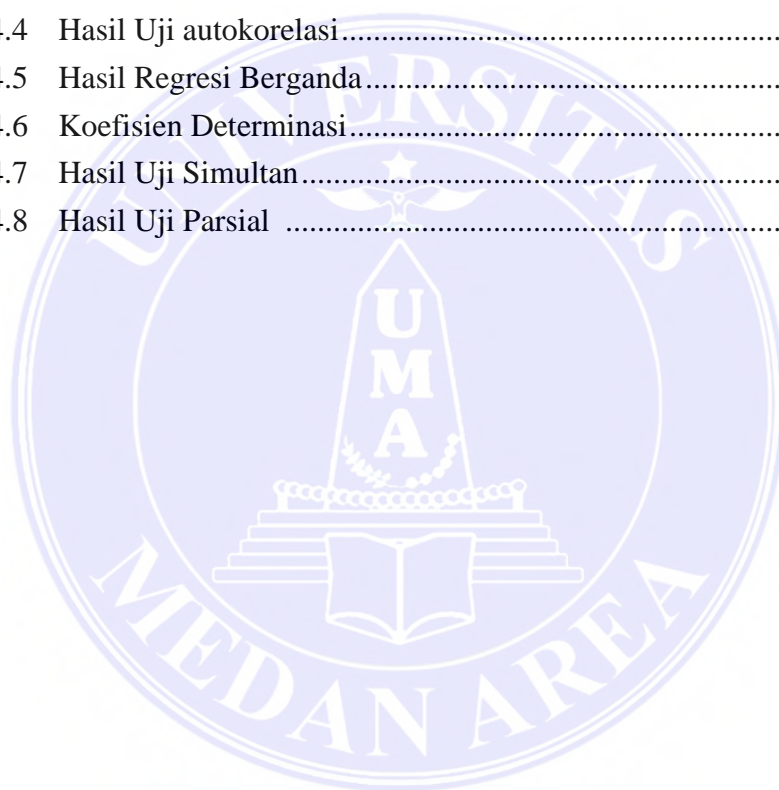 4.4 Hasil Uji autokorelasi........................................................
4.5 Hasil Regresi Berganda.....................................................
4.6 Koefisien Determinasi.......................................................
4.7 Hasil Uji Simultan.............................................................
4.8 Hasil Uji Parsial ...............................................................
UNIVERSITAS
U
M
A
MEDAN AREA